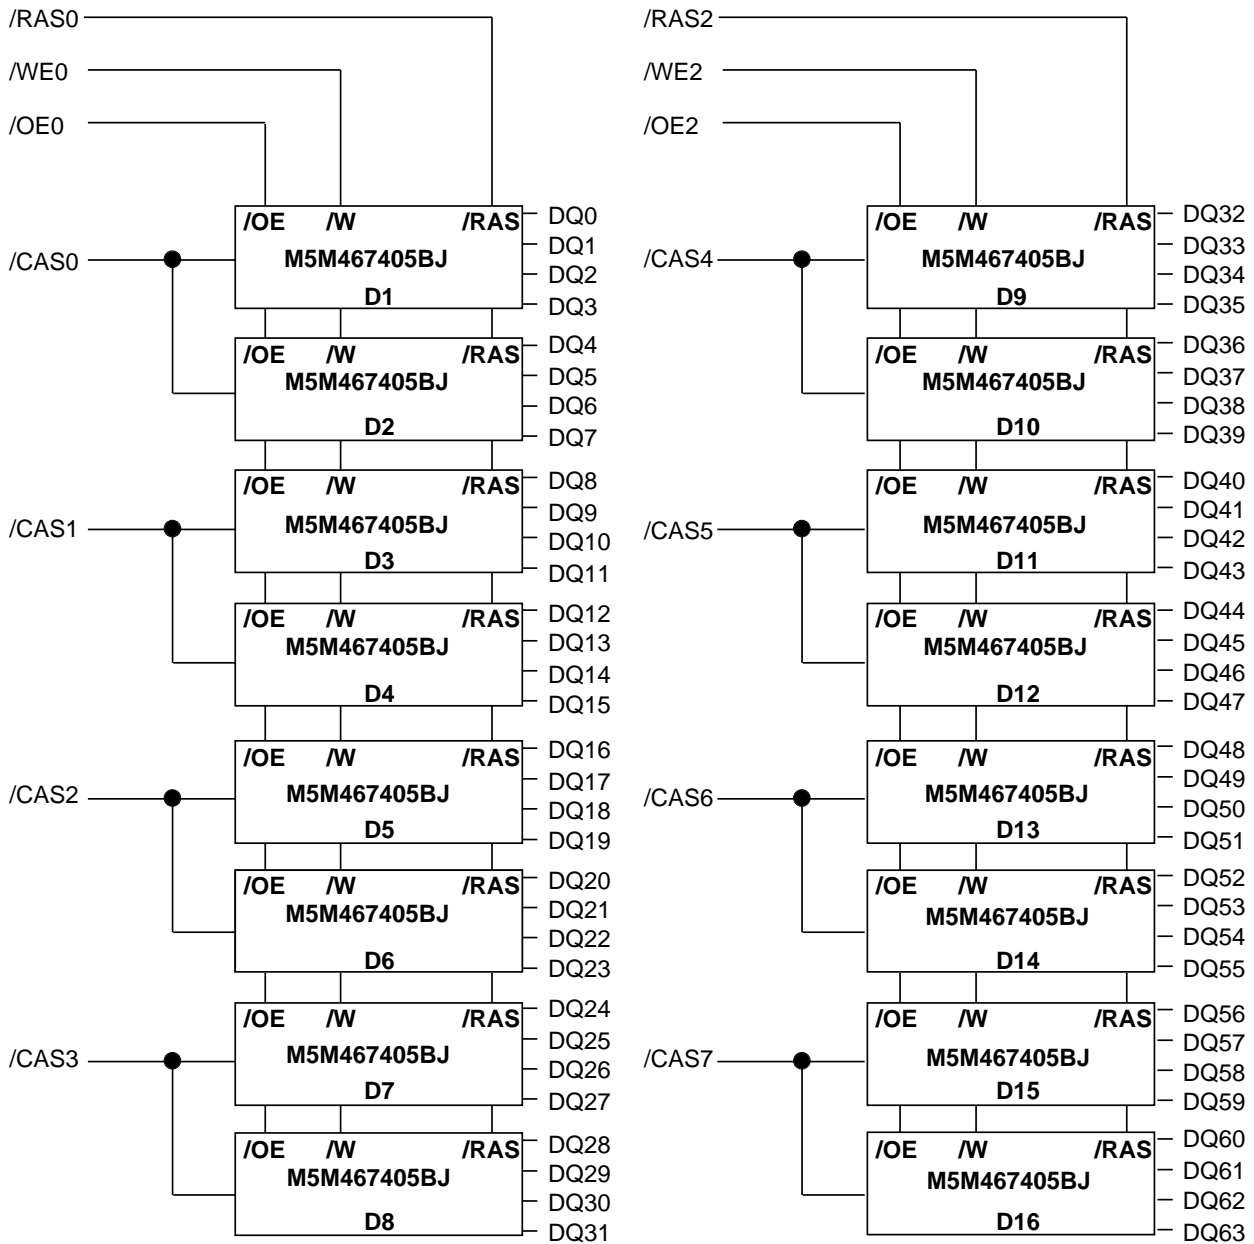 /RAS0
/WE0
/OE0
/OE /W /RAS
DQ0
DQ1
/CAS0
M5M467405BJ
DQ2
D1
DQ3
/OE /W /RAS
DQ4
M5M467405BJ
DQ5
DQ6
D2
DQ7
/OE /W /RAS
DQ8
DQ9
/CAS1
M5M467405BJ
DQ10
D3
DQ11
/OE /W /RAS
DQ12
M5M467405BJ
DQ13
DQ14
D4
DQ15
/OE /W /RAS
DQ16
DQ17
/CAS2
M5M467405BJ
DQ18
D5
DQ19
/OE /W /RAS
DQ20
M5M467405BJ
DQ21
DQ22
D6
DQ23
/OE /W /RAS
DQ24
DQ25
/CAS3
M5M467405BJ
DQ26
D7
DQ27
/OE /W /RAS
DQ28
M5M467405BJ
DQ29
DQ30
D8
DQ31
/RAS2
/WE2
/OE2
/OE /W /RAS
DQ32
DQ33
/CAS4
M5M467405BJ
DQ34
D9
DQ35
/OE /W /RAS
DQ36
M5M467405BJ
DQ37
DQ38
D10
DQ39
/OE /W /RAS
DQ40
DQ41
/CAS5
M5M467405BJ
DQ42
D11
DQ43
/OE /W /RAS
DQ44
M5M467405BJ
DQ45
DQ46
D12
DQ47
/OE /W /RAS
DQ48
DQ49
/CAS6
M5M467405BJ
DQ50
D13
DQ51
/OE /W /RAS
DQ52
M5M467405BJ
DQ53
DQ54
D14
DQ55
/OE /W /RAS
DQ56
DQ57
/CAS7
M5M467405BJ
DQ58
D15
DQ59
/OE /W /RAS
DQ60
M5M467405BJ
DQ61
DQ62
D16
DQ63